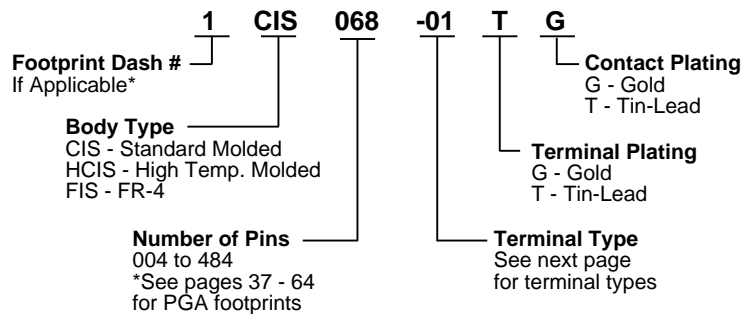 1 CIS 068 -01 T G
Footprint Dash #
If Applicable*
Contact Plating
G - Gold
T - Tin-Lead
Body Type
CIS - Standard Molded
HCIS - High Temp. Molded
FIS - FR-4
Terminal Plating
G - Gold
T - Tin-Lead
Number of Pins
004 to 484
*See pages 37 - 64
for PGA footprints
Terminal Type
See next page
for terminal types